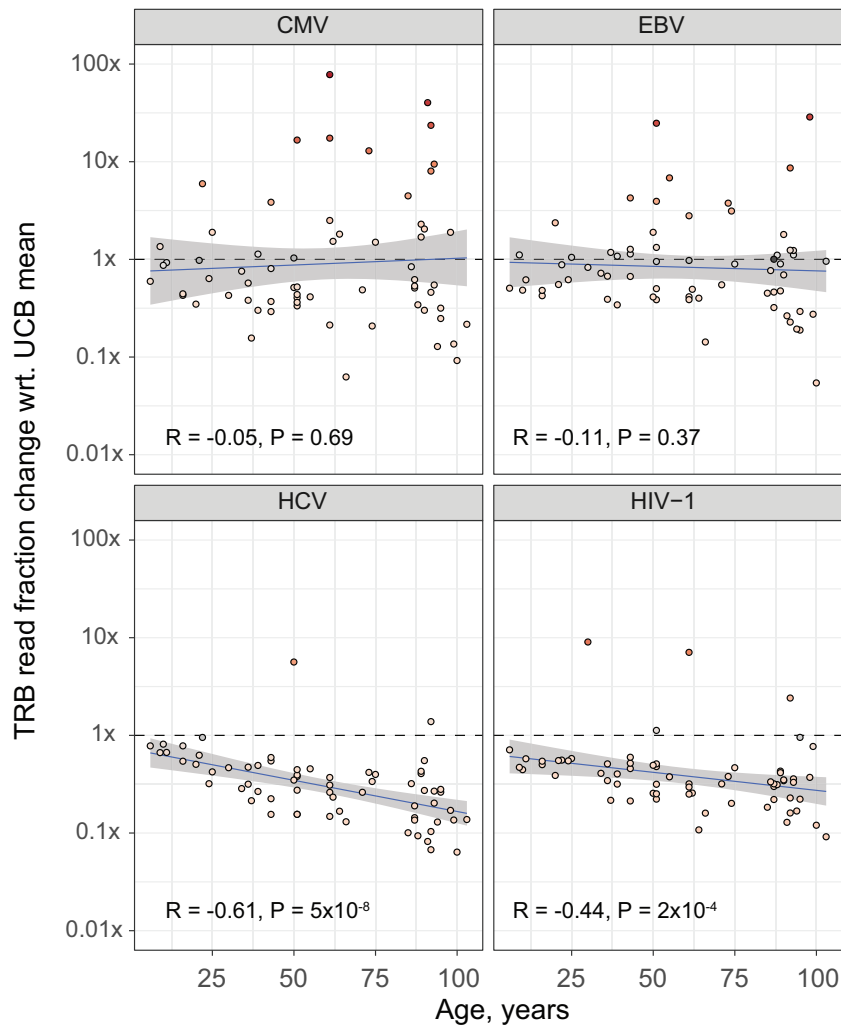 CMV
EBV
100x
10x
1x
0.1x
0.01x
R = -0.05, P = 0.69
R = -0.11, P = 0.37
TRB read fraction change wrt. UCB mean
HCV
HIV−1
100x
10x
1x
0.1x
0.01x
R = -0.61, P = 5x10⁻⁸
R = -0.44, P = 2x10⁻⁴
25 50 75 100
25 50 75 100
Age, years